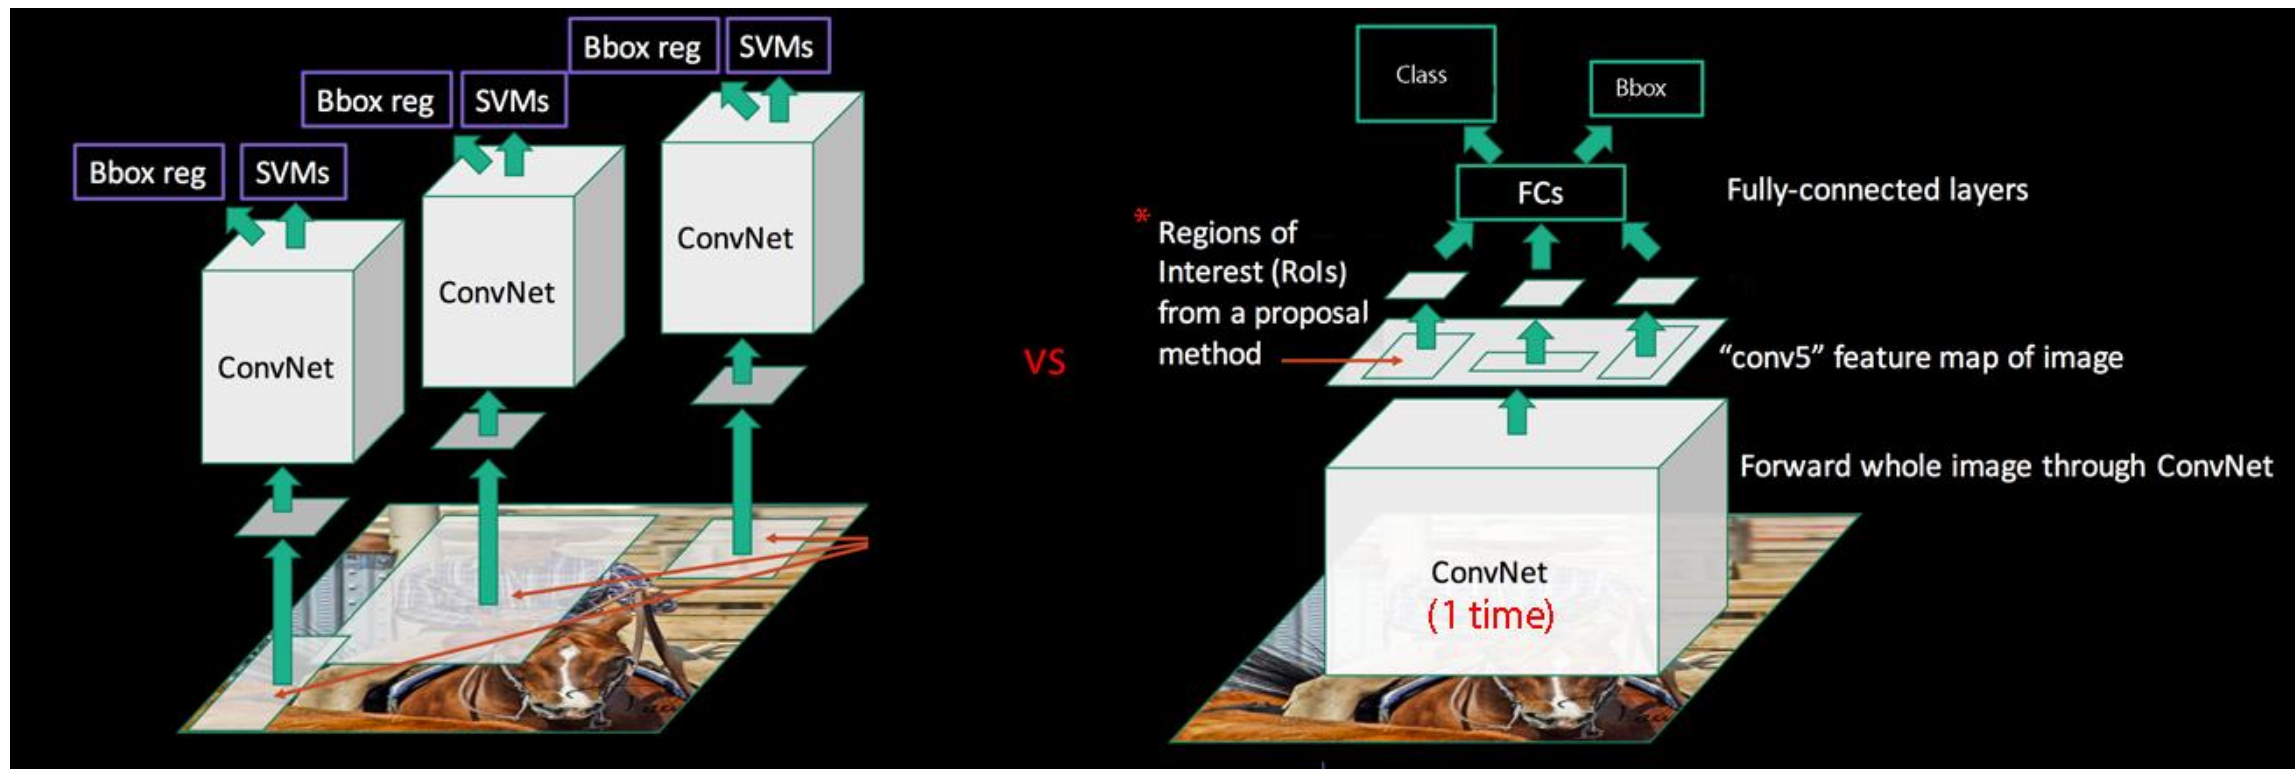 Bbox reg
SVMs
Bbox reg
SVMs
Bbox reg
SVMs
ConvNet
ConvNet
ConvNet
vs
Class
Bbox
FCs
Fully-connected layers
* Regions of
Interest (RoIs)
from a proposal
method
“conv5” feature map of image
Forward whole image through ConvNet
ConvNet
(1 time)